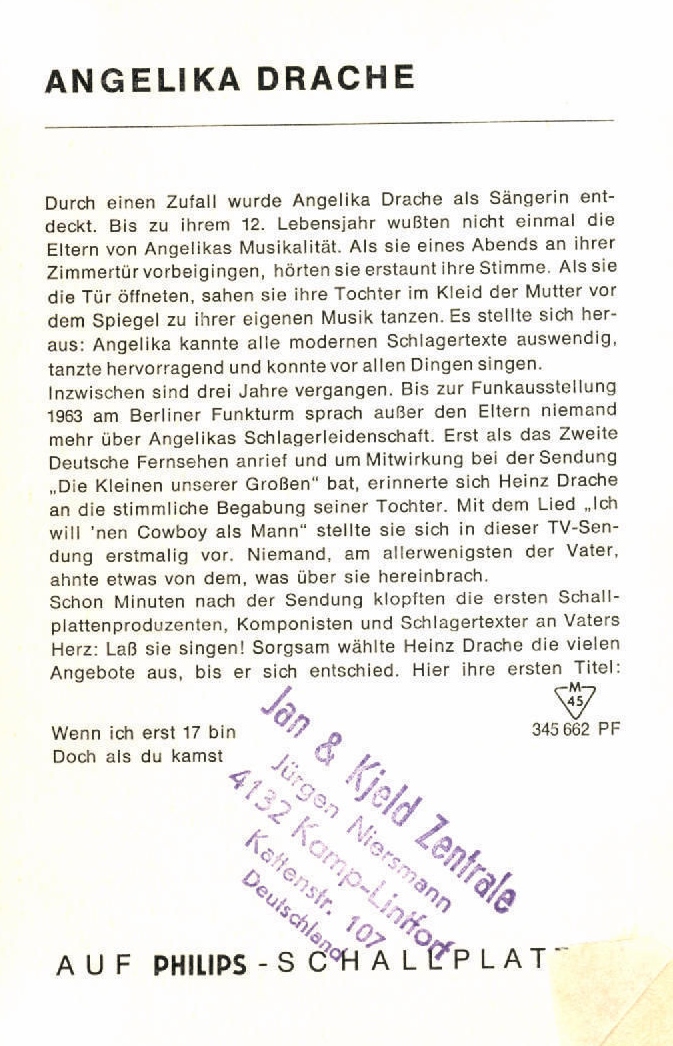 ANGELIKA DRACHE
Durch einen Zufall wurde Angelika Drache als Sängerin ent-
deckt. Bis zu ihrem 12. Lebensjahr wußten nicht einmal die
Eltern von Angelikas Musikalität. Als sie eines Abends an ihrer
Zimmertür vorbeigingen, hörten sie erstaunt ihre Stimme. Als sie
die Tür öffneten, sahen sie ihre Tochter im Kleid der Mutter vor
dem Spiegel zu ihrer eigenen Musik tanzen. Es stellte sich her-
aus: Angelika kannte alle modernen Schlagertexte auswendig,
tanzte hervorragend und konnte vor allen Dingen singen.
Inzwischen sind drei Jahre vergangen. Bis zur Funkausstellung
1963 am Berliner Funkturm sprach außer den Eltern niemand
mehr über Angelikas Schlagerleidenschaft. Erst als das Zweite
Deutsche Fernsehen anrief und um Mitwirkung bei der Sendung
„Die Kleinen unserer Großen“ bat, erinnerte sich Heinz Drache
an die stimmliche Begabung seiner Tochter. Mit dem Lied „Ich
will 'nen Cowboy als Mann“ stellte sie sich in dieser TV-Sen-
dung erstmalig vor. Niemand, am allerwenigsten der Vater,
ahnte etwas von dem, was über sie hereinbrach.
Schon Minuten nach der Sendung klopften die ersten Schall-
plattenproduzenten, Komponisten und Schlagertexter an Vaters
Herz: Laß sie singen! Sorgsam wählte Heinz Drache die vielen
Angebote aus, bis er sich entschied. Hier ihre ersten Titel:
M
45
Wenn ich erst 17 bin 345 662 PF
Doch als du kamst
Jan & Kjeld Zentrale
Jürgen Niersmann
4132 Kamp-Lintfort
Kattenstr. 107
Deutschland
AUF PHILIPS-SCHALLPLAT